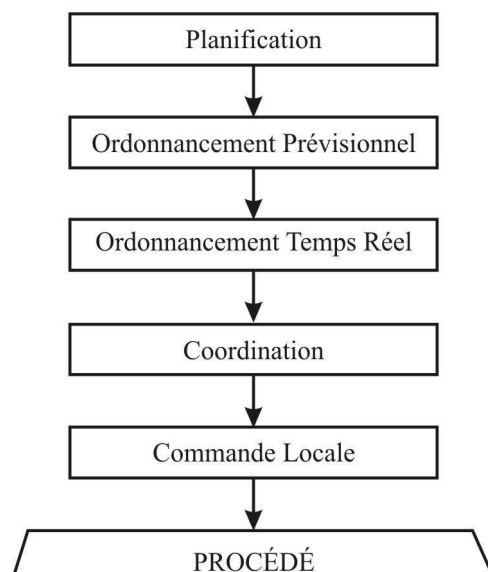 Planification
Ordonnancement Prévisionnel
Ordonnancement Temps Réel
Coordination
Commande Locale
PROCÉDÉ